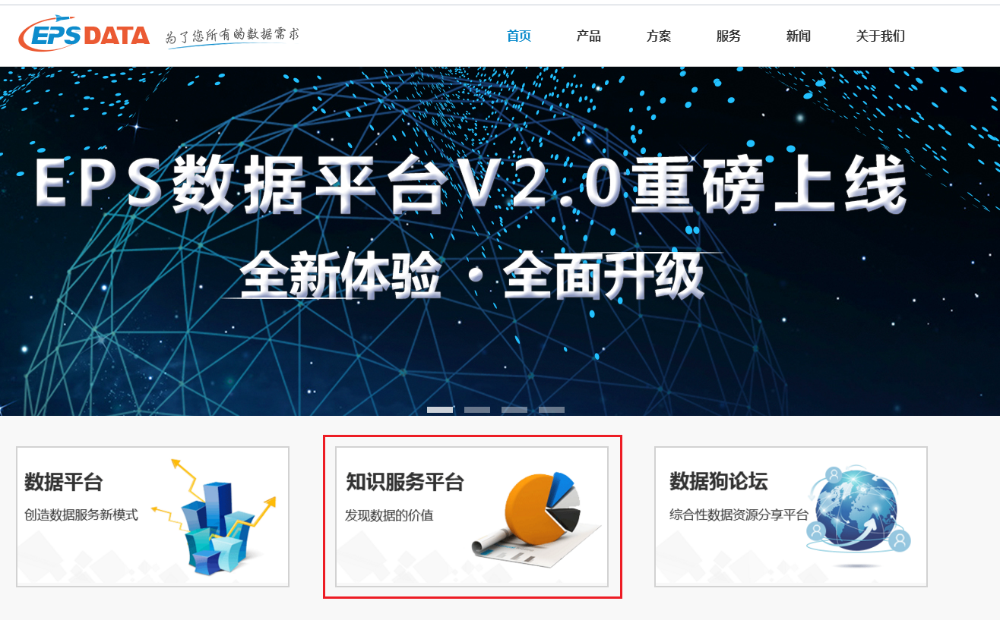 EPS DATA 为了您所有的数据需求
首页 产品 方案 服务 新闻 关于我们
EPS数据平台V2.0重磅上线
全新体验·全面升级
数据平台
创造数据服务新模式
知识服务平台
发现数据的价值
数据狗论坛
综合性数据资源分享平台